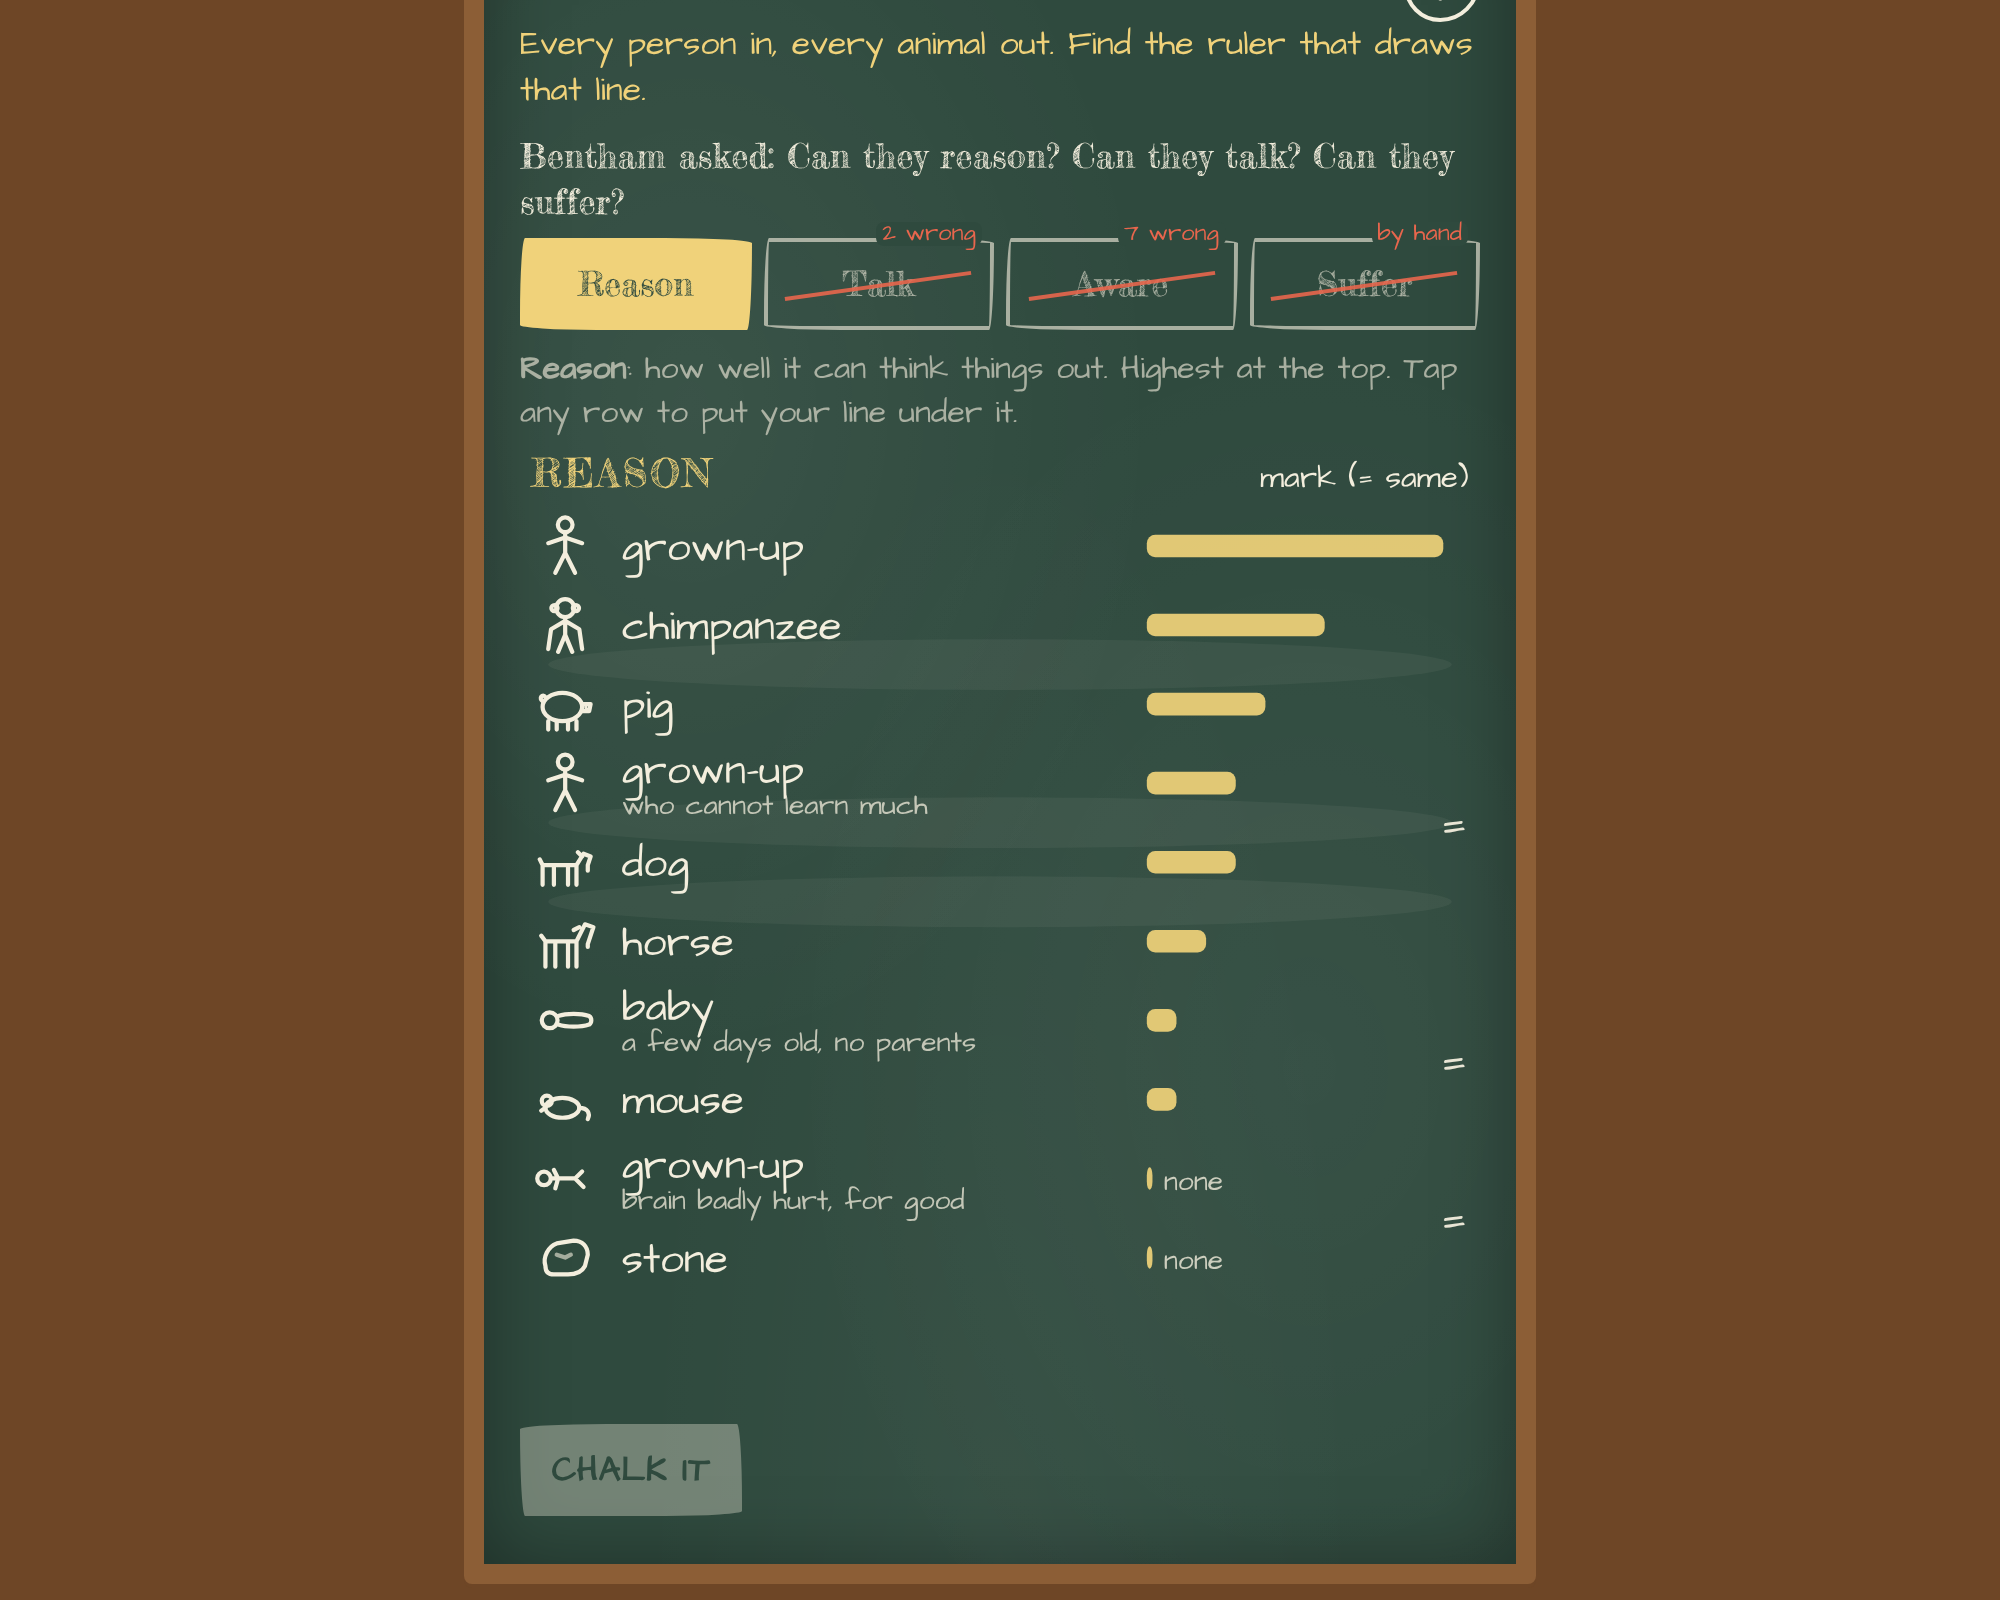 Every person in, every animal out. Find the ruler that draws
that line.
Bentham asked: Can they reason? Can they talk? Can they
suffer?
2 wrong
7 wrong
by hand
Reason
Talk
Aware
Suffer
Reason: how well it can think things out. Highest at the top. Tap
any row to put your line under it.
REASON
mark (= same)
grown-up
chimpanzee
pig
grown-up
who cannot learn much
=
dog
horse
baby
a few days old, no parents
=
mouse
grown-up
none
brain badly hurt, for good
=
stone
none
CHALK IT